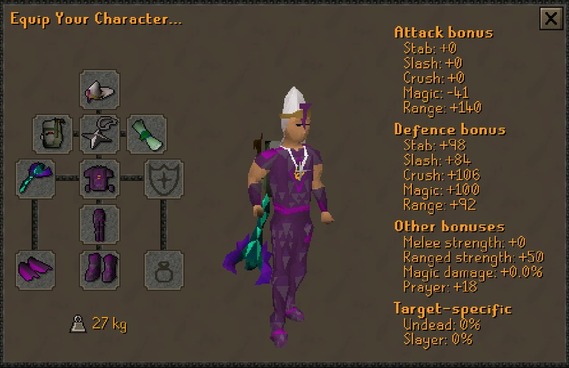 Equip Your Character...
Attack bonus
Stab: +0
Slash: +0
Crush: +0
Magic: -41
Range: +140
Defence bonus
Stab: +98
Slash: +84
Crush: +106
Magic: +100
Range: +92
Other bonuses
Melee strength: +0
Ranged strength: +50
Magic damage: +0.0%
Prayer: +18
Target-specific
Undead: 0%
Slayer: 0%
27 kg